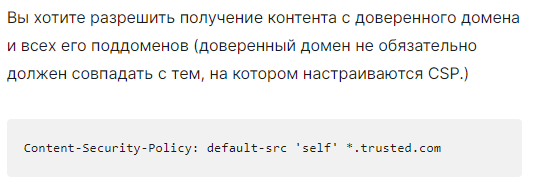 Вы хотите разрешить получение контента с доверенного домена
и всех его поддоменов (доверенный домен не обязательно
должен совпадать с тем, на котором настраиваются CSP.)
Content-Security-Policy: default-src 'self' *.trusted.com